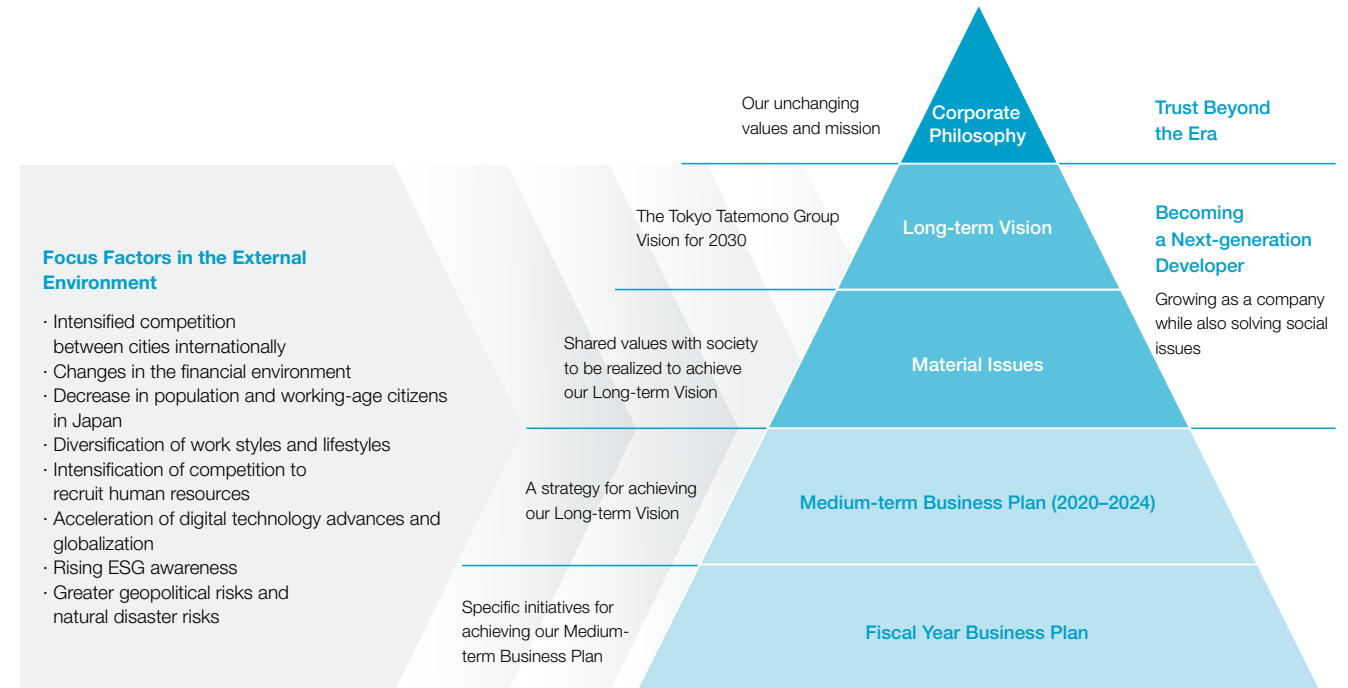 Our unchanging
values and mission
Corporate
Philosophy
Trust Beyond
the Era
The Tokyo Tatemono Group
Vision for 2030
Long-term Vision
Becoming
a Next-generation
Developer
Growing as a company
while also solving social
issues
Shared values with society
to be realized to achieve
our Long-term Vision
Material Issues
A strategy for achieving
our Long-term Vision
Medium-term Business Plan (2020–2024)
Specific initiatives for
achieving our Medium-
term Business Plan
Fiscal Year Business Plan
Focus Factors in the External
Environment
· Intensified competition
between cities internationally
· Changes in the financial environment
· Decrease in population and working-age citizens
in Japan
· Diversification of work styles and lifestyles
· Intensification of competition to
recruit human resources
· Acceleration of digital technology advances and
globalization
· Rising ESG awareness
· Greater geopolitical risks and
natural disaster risks